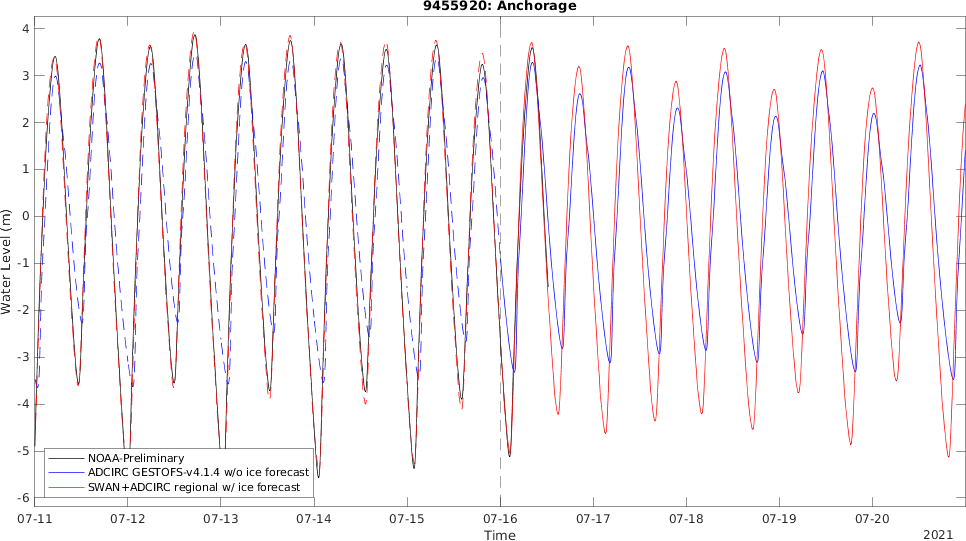 9455920: Anchorage
4
3
2
1
0
-1
-2
-3
-4
-5
-6
Water Level (m)
NOAA-Preliminary
ADCIRC GESTOFS-v4.1.4 w/o ice forecast
SWAN+ADCIRC regional w/ ice forecast
07-11 07-12 07-13 07-14 07-15 07-16 07-17 07-18 07-19 07-20
Time
2021